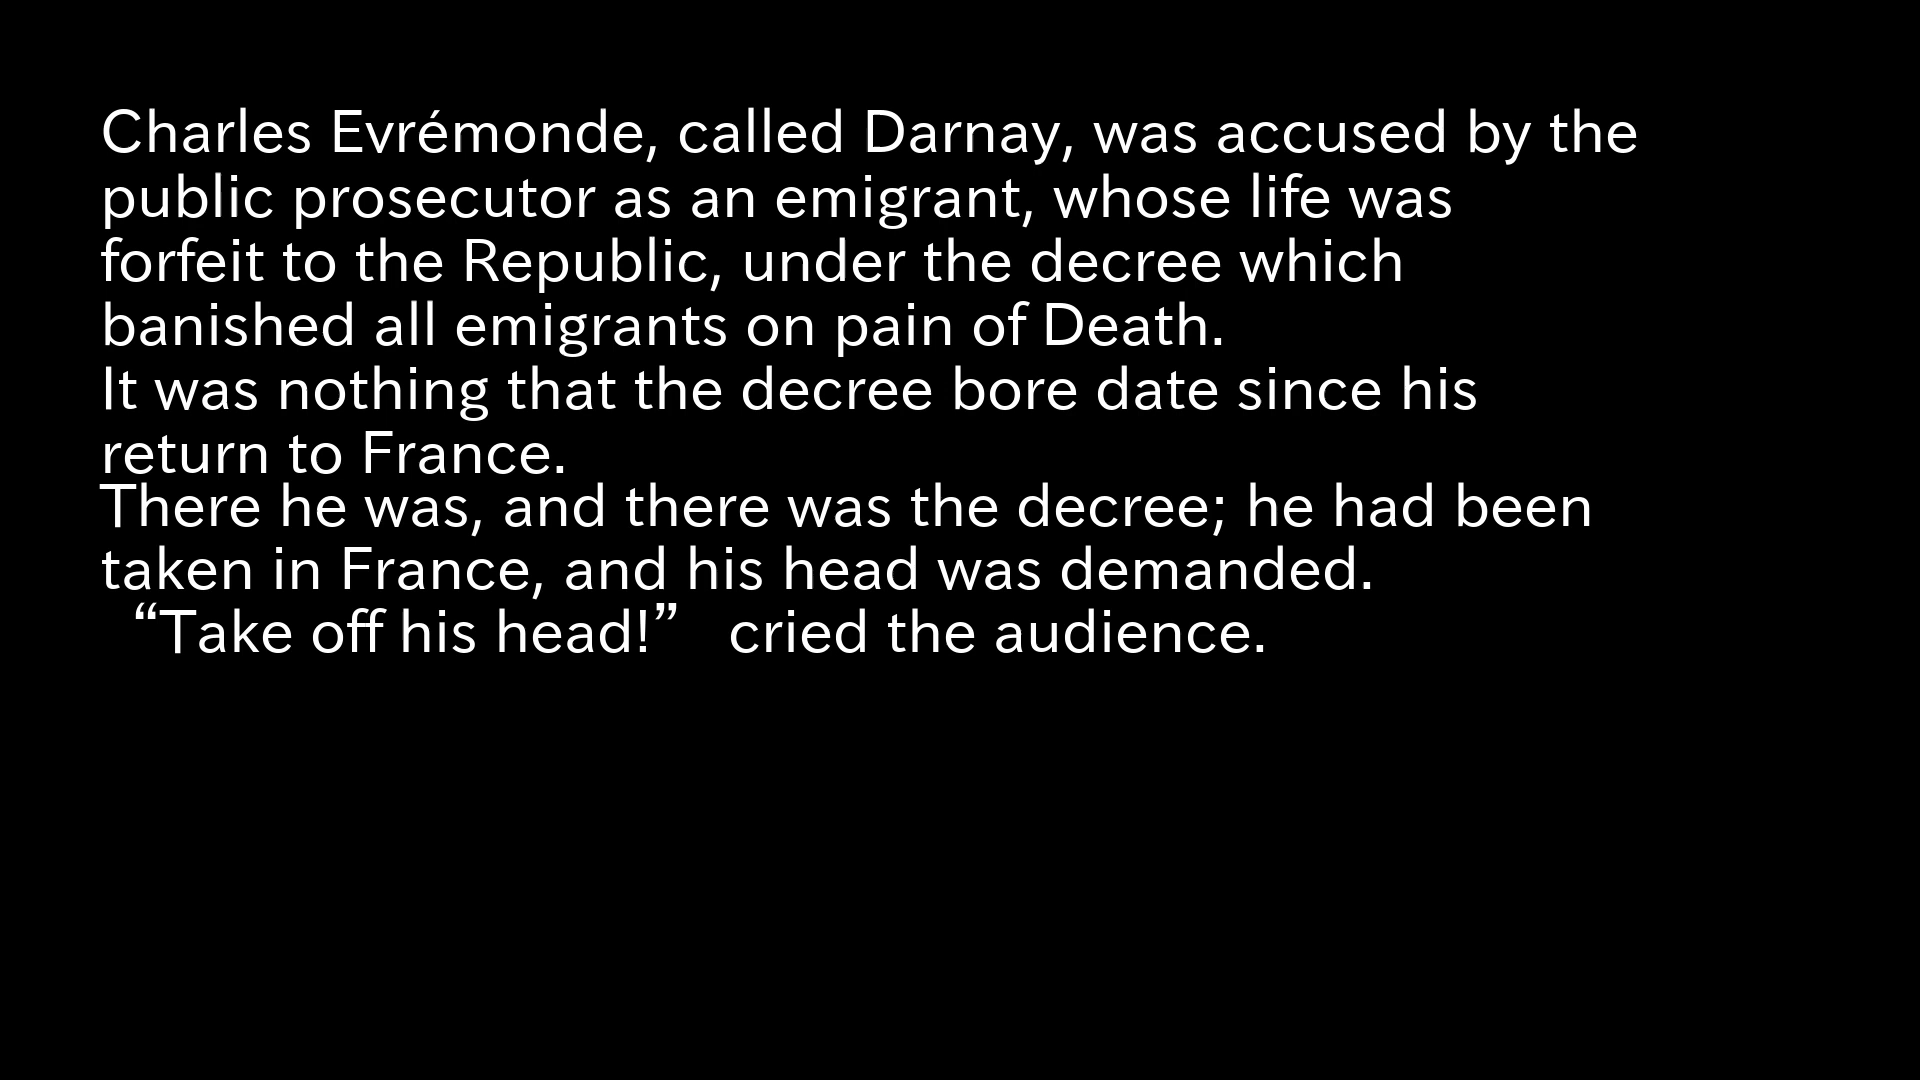 Charles Evrémonde, called Darnay, was accused by the
public prosecutor as an emigrant, whose life was
forfeit to the Republic, under the decree which
banished all emigrants on pain of Death.
It was nothing that the decree bore date since his
return to France.
There he was, and there was the decree; he had been
taken in France, and his head was demanded.
“Take off his head!” cried the audience.